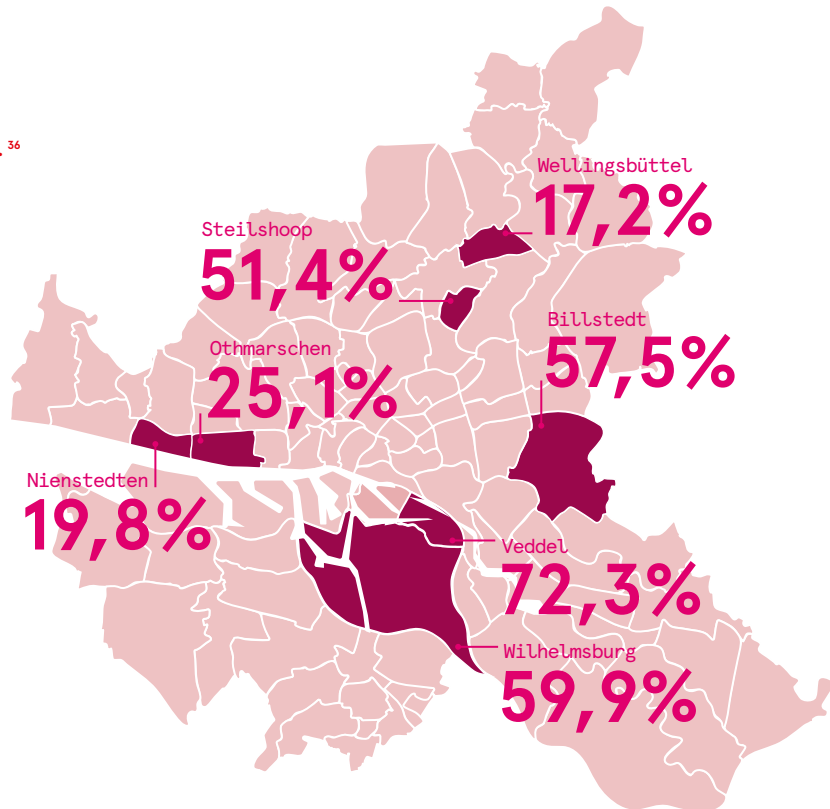 36
Wellingsbüttel
17,2%
Steilshoop
51,4%
Billstedt
57,5%
Othmarschen
25,1%
Nienstedten
19,8%
Veddel
72,3%
Wilhelmsburg
59,9%